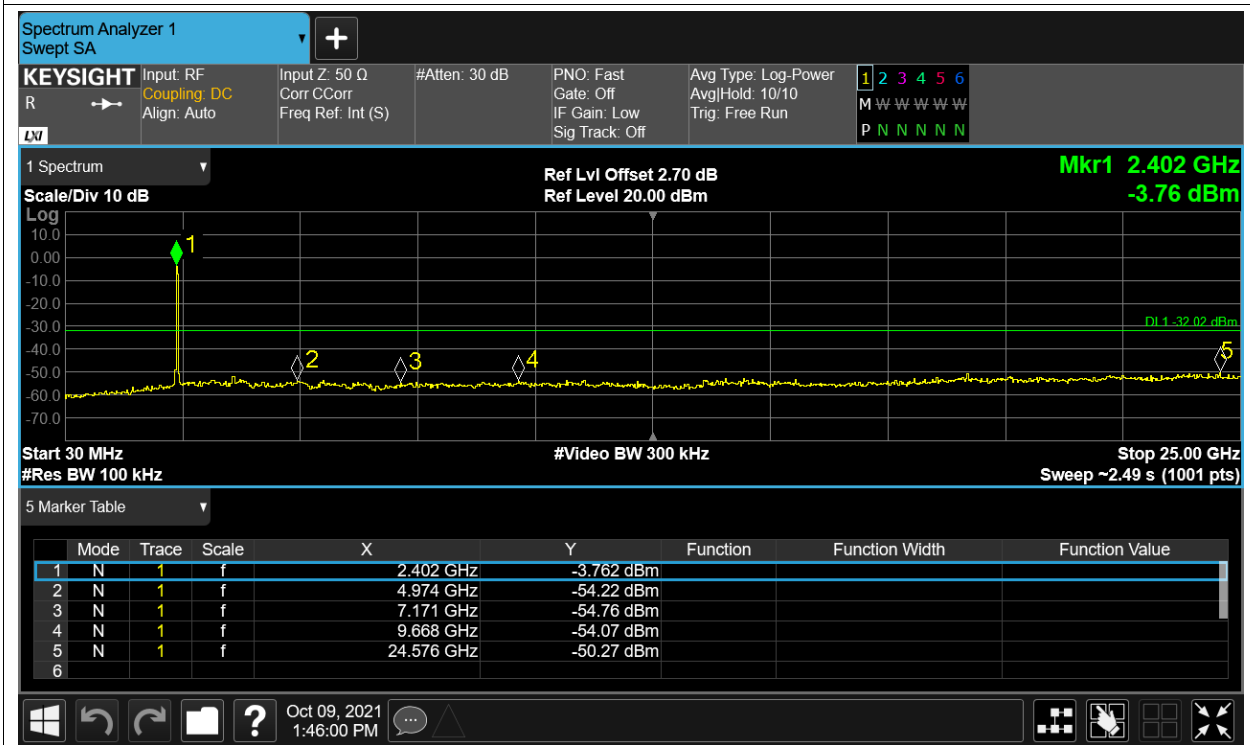 Spectrum Analyzer 1
Swept SA
+
KEYSIGHT Input: RF Input Z: 50 Ω #Atten: 30 dB PNO: Fast Avg Type: Log-Power 1 2 3 4 5 6
R Coupling: DC Corr CCorr Gate: Off Avg|Hold: 10/10 M W W W W W
Align: Auto Freq Ref: Int (S) IF Gain: Low Trig: Free Run
LXI Sig Track: Off P N N N N N
1 Spectrum Ref Lvl Offset 2.70 dB Mkr1 2.402 GHz
Scale/Div 10 dB Ref Level 20.00 dBm -3.76 dBm
Log
10.0 1
0.00
-10.0
-20.0
-30.0 DL1 -32.02 dBm
-40.0 2 3 4 5
-50.0
-60.0
-70.0
Start 30 MHz #Video BW 300 kHz Stop 25.00 GHz
#Res BW 100 kHz Sweep ~2.49 s (1001 pts)
5 Marker Table
Mode Trace Scale X Y Function Function Width Function Value
1 N 1 f 2.402 GHz -3.762 dBm
2 N 1 f 4.974 GHz -54.22 dBm
3 N 1 f 7.171 GHz -54.76 dBm
4 N 1 f 9.668 GHz -54.07 dBm
5 N 1 f 24.576 GHz -50.27 dBm
6
? Oct 09, 2021
1:46:00 PM